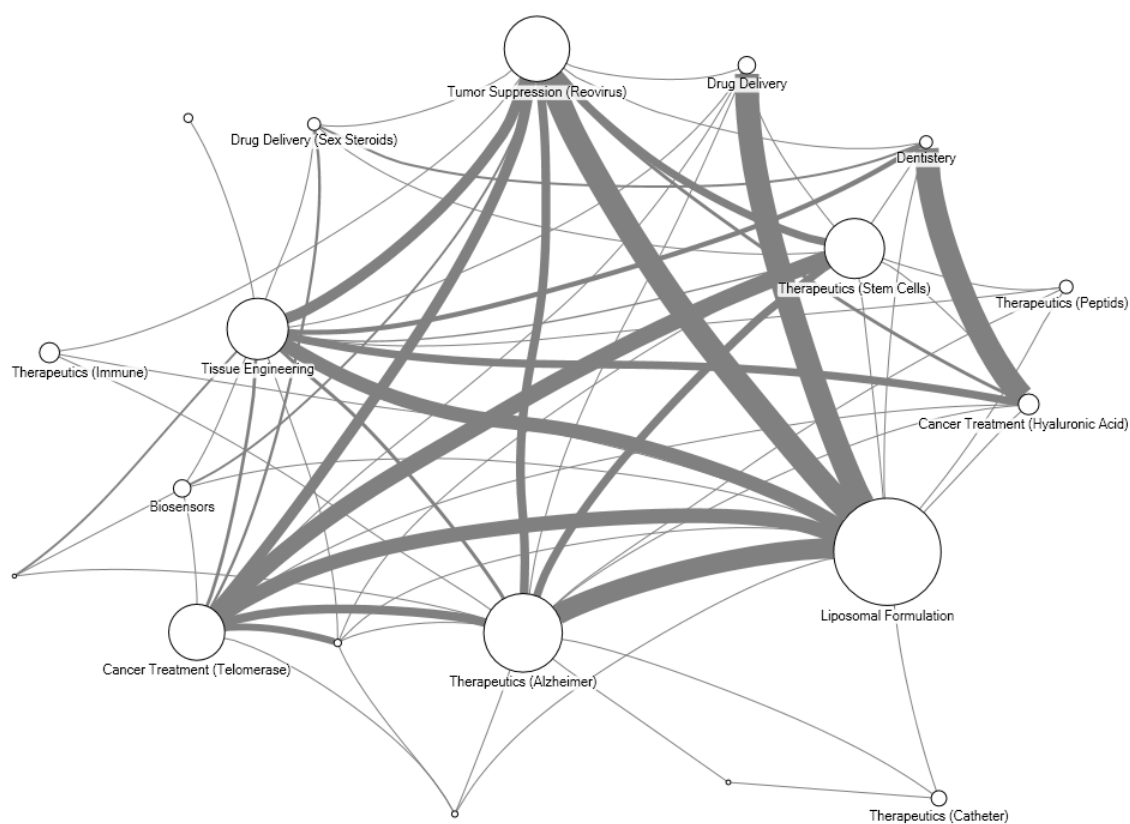 Drug Delivery
Tumor Suppression (Reovirus)
Drug Delivery (Sex Steroids)
Dentistery
Therapeutics (Stem Cells)
Therapeutics (Peptids)
Tissue Engineering
Therapeutics (Immune)
Cancer Treatment (Hyaluronic Acid)
Biosensors
Liposomal Formulation
Cancer Treatment (Telomerase)
Therapeutics (Alzheimer)
Therapeutics (Catheter)